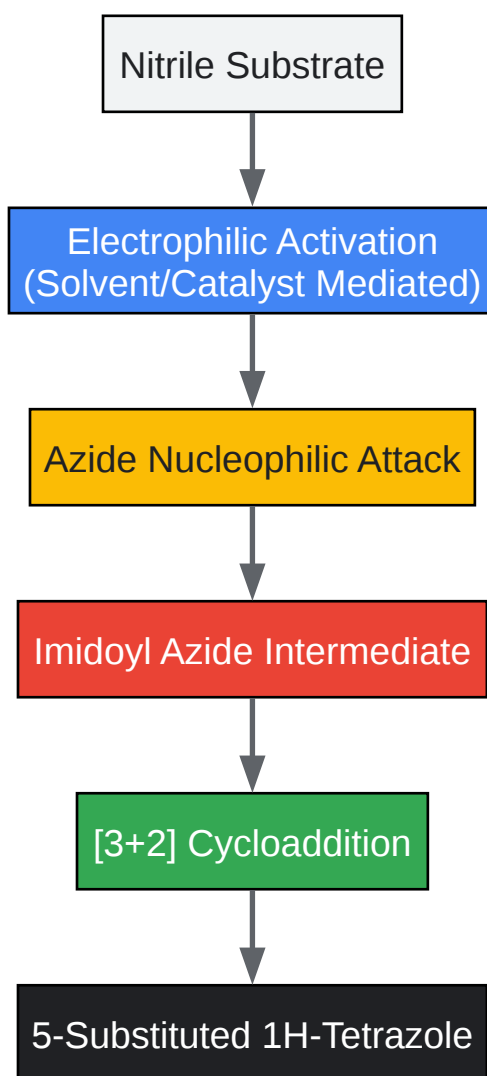 Nitrile Substrate
Electrophilic Activation
(Solvent/Catalyst Mediated)
Azide Nucleophilic Attack
Imidoyl Azide Intermediate
[3+2] Cycloaddition
5-Substituted 1H-Tetrazole